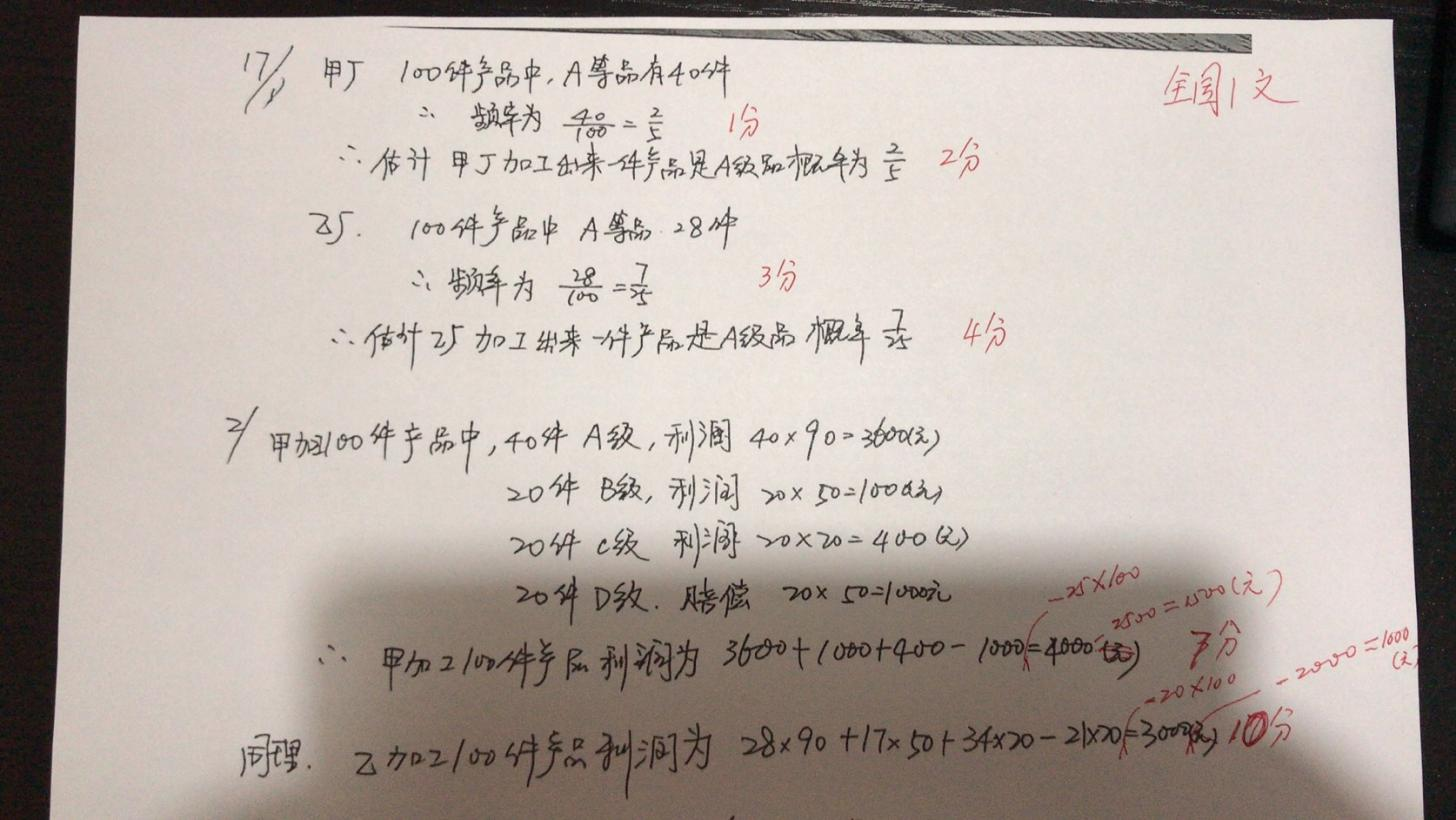 17/ 1/ 甲厂 100件产品中, A等品有40件
全国1文
∴ 频率为 40/100 = 2/5 1分
∴ 估计 甲厂加工出来一件产品是A级品概率为 2/5 2分
乙厂. 100件产品中 A等品 28件
∴ 频率为 28/100 = 7/25 3分
∴ 估计乙厂加工出来一件产品是A级品概率 7/25 4分
2/ 甲加工100件产品中, 40件 A级, 利润 40×90=3600(元)
20件 B级, 利润 20×50=1000(元)
20件 C级 利润 20×20=400(元)
20件 D级. 赔偿 20×50=1000元
-25×100
-2500=1500(元)
∴ 甲加工100件产品利润为 3600+1000+400-1000=4000(元) 7分
-20×100
-2000=1000(元)
同理. 乙加工100件产品利润为 28×90+17×50+34×20-21×20=3000(元) 10分